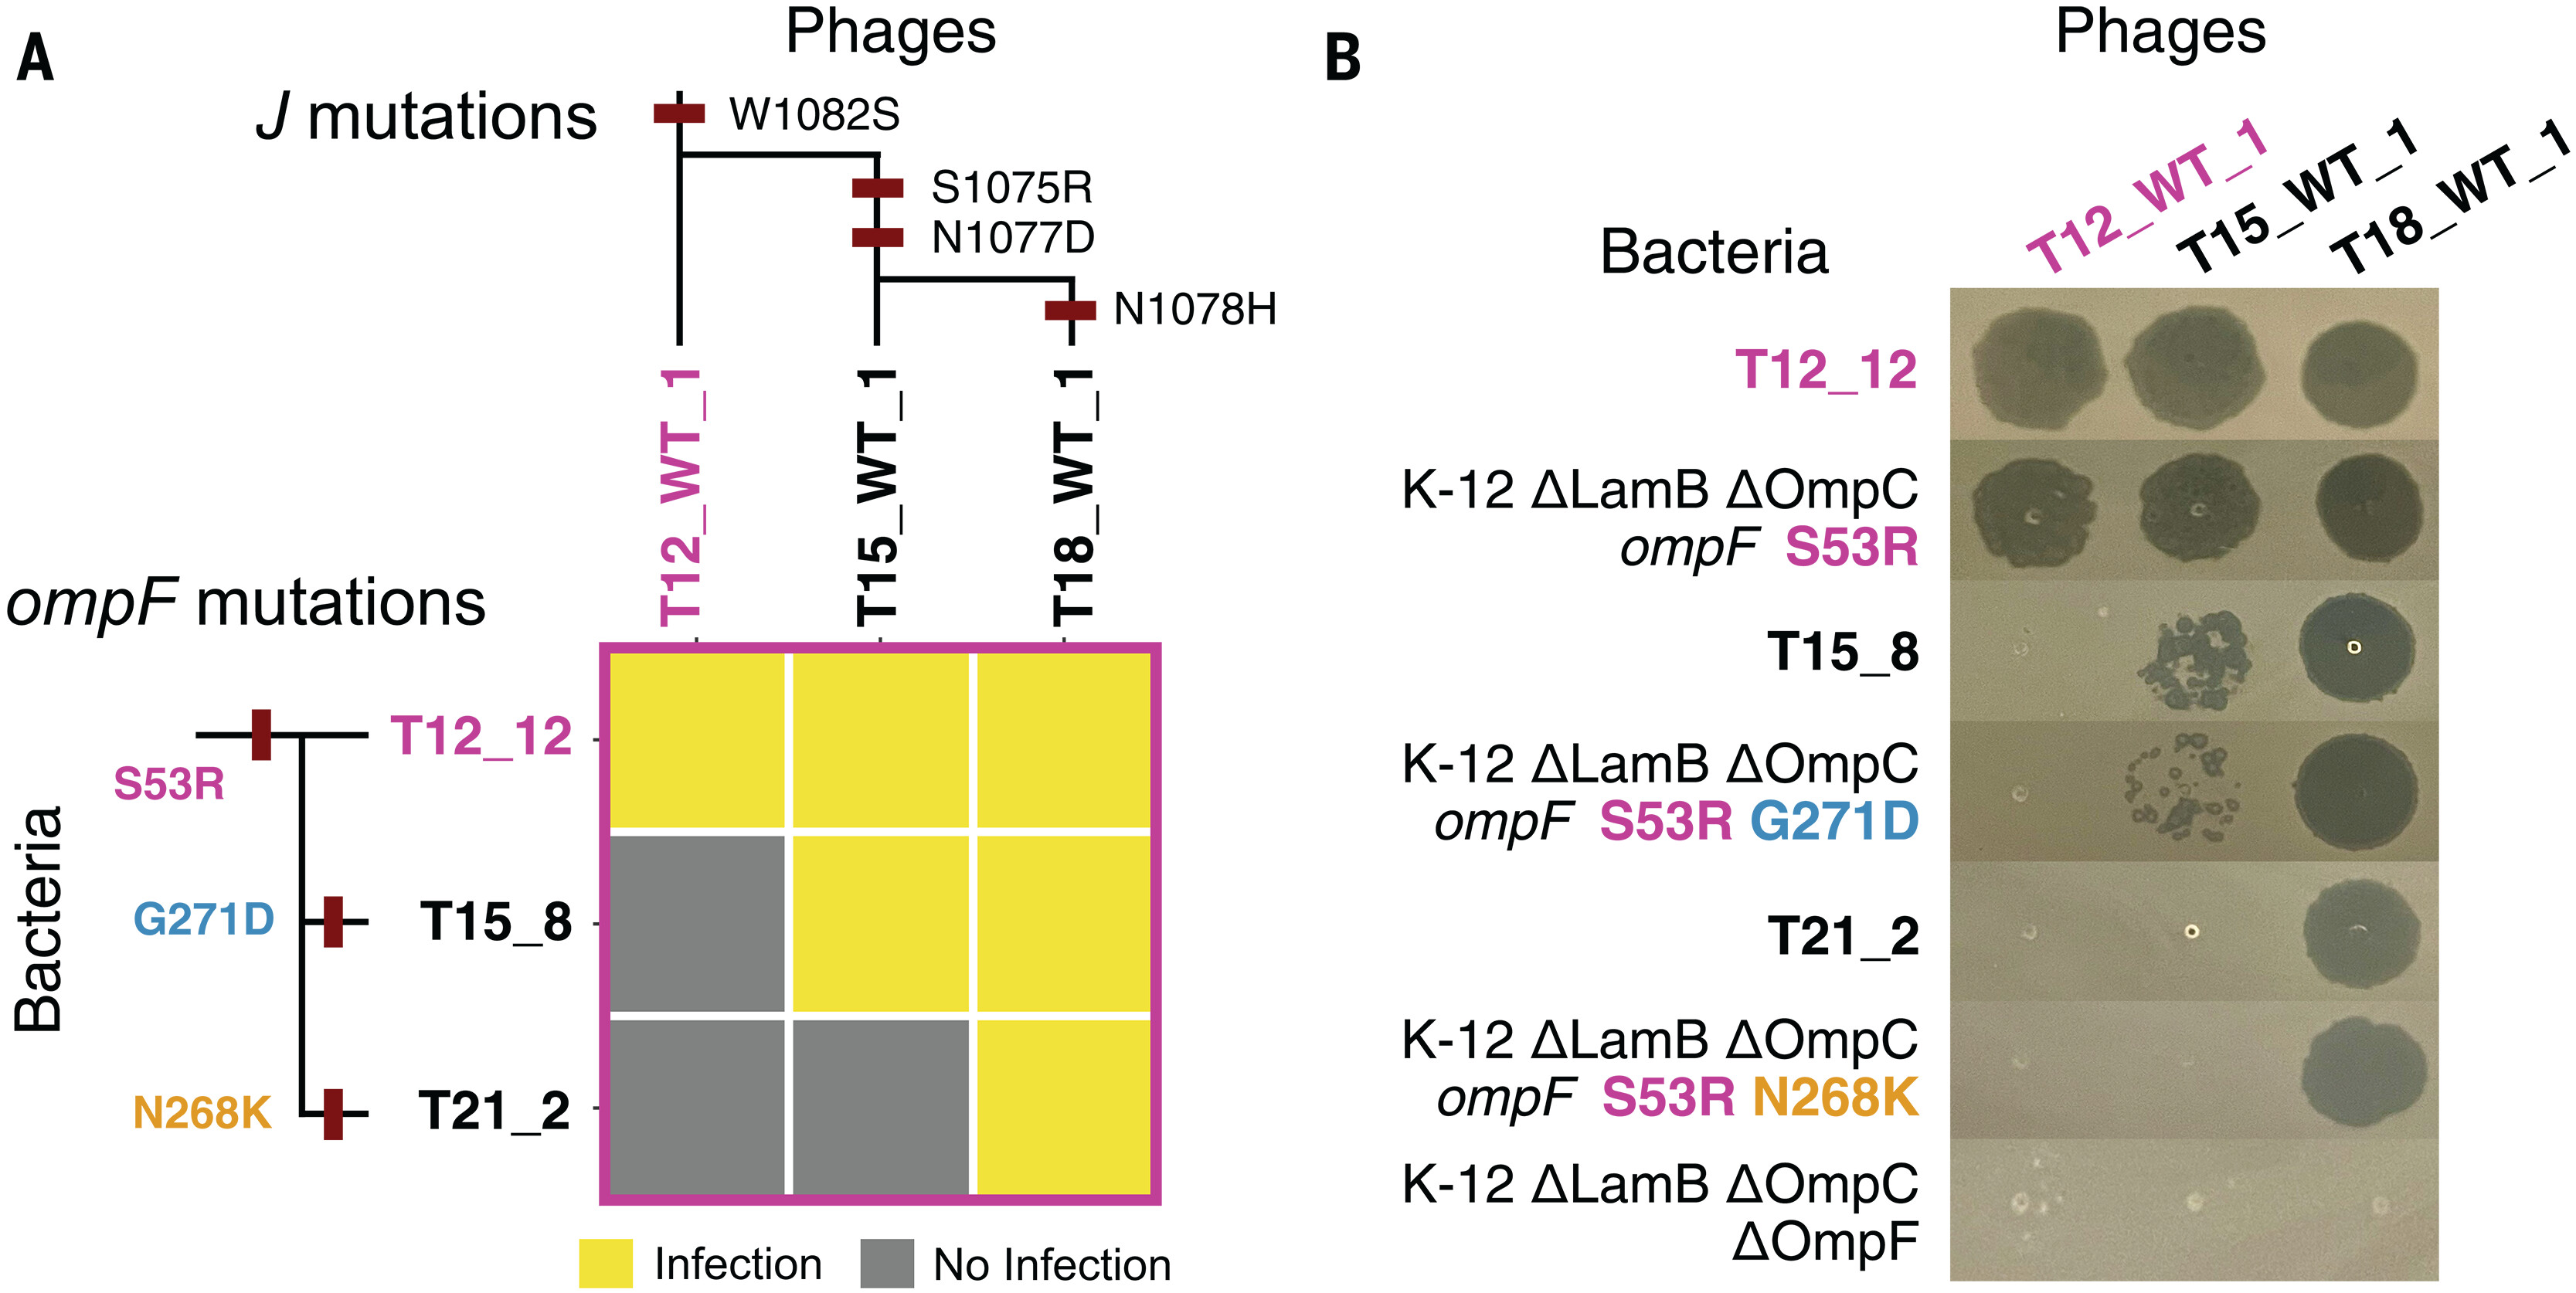 A
Phages
J mutations
W1082S
S1075R
N1077D
N1078H
T12_WT_1
T15_WT_1
T18_WT_1
ompF mutations
Bacteria
S53R
T12_12
G271D
T15_8
N268K
T21_2
Infection
No Infection
B
Phages
T12_WT_1
T15_WT_1
T18_WT_1
Bacteria
T12_12
K-12 ΔLamB ΔOmpC
ompF S53R
T15_8
K-12 ΔLamB ΔOmpC
ompF S53R G271D
T21_2
K-12 ΔLamB ΔOmpC
ompF S53R N268K
K-12 ΔLamB ΔOmpC
ΔOmpF